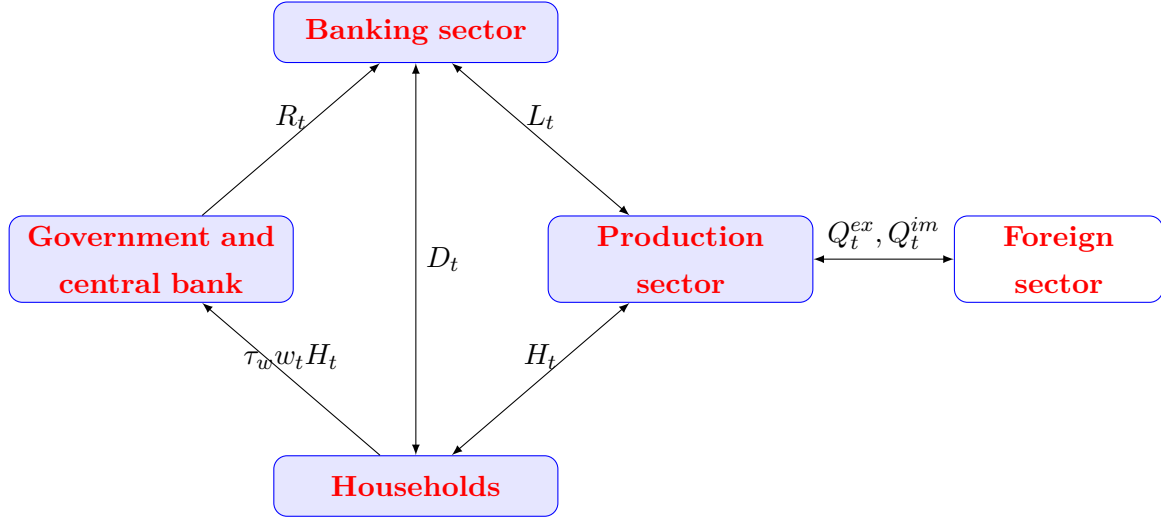 Banking sector
R_t
L_t
Government and
central bank
D_t
Production
sector
Q_t^{ex}, Q_t^{im}
Foreign
sector
τ_w w_t H_t
H_t
Households